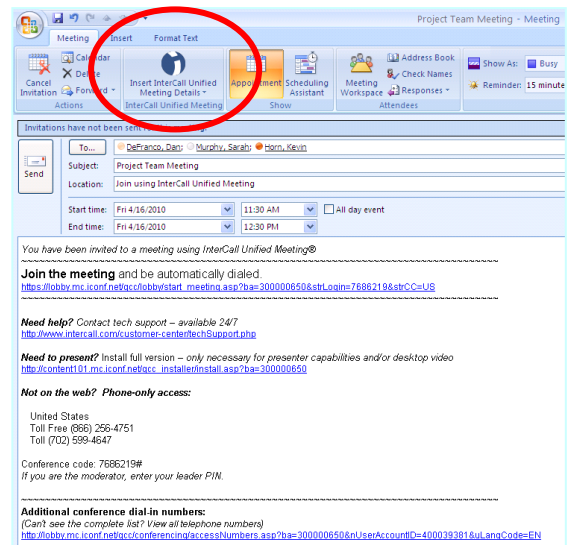 Project Team Meeting - Meeting
Meeting Insert Format Text
Cancel Invitation
Calendar
Delete
Forward
Actions
Insert InterCall Unified Meeting Details
InterCall Unified Meeting
Appointment
Scheduling Assistant
Show
Meeting Workspace
Address Book
Check Names
Responses
Attendees
Show As: Busy
Reminder: 15 minute
Invitations have not been sent
Send
To... DeFranco, Dan; Murphy, Sarah; Horn, Kevin
Subject: Project Team Meeting
Location: Join using InterCall Unified Meeting
Start time: Fri 4/16/2010 11:30 AM All day event
End time: Fri 4/16/2010 12:30 PM
You have been invited to a meeting using InterCall Unified Meeting®
~~~~~~~~~~~~~~~~~~~~~~~~~~~~~~~~~~~~~~~~~~~~~~~~
Join the meeting and be automatically dialed.
https://lobby.mc.iconf.net/qcc/lobby/start_meeting.asp?ba=300000650&strLogin=7686219&strCC=US
~~~~~~~~~~~~~~~~~~~~~~~~~~~~~~~~~~~~~~~~~~~~~~~~
Need help? Contact tech support – available 24/7
http://www.intercall.com/customer-center/techSupport.php
Need to present? Install full version – only necessary for presenter capabilities and/or desktop video
http://content101.mc.iconf.net/qcc_installer/install.asp?ba=300000650
Not on the web? Phone-only access:
United States
Toll Free (866) 256-4751
Toll (702) 599-4647
Conference code: 7686219#
If you are the moderator, enter your leader PIN.
~~~~~~~~~~~~~~~~~~~~~~~~~~~~~~~~~~~~~~~~~~~~~~~~
Additional conference dial-in numbers:
(Can't see the complete list? View all telephone numbers)
http://lobby.mc.iconf.net/qcc/conferencing/accessNumbers.asp?ba=300000650&nUserAccountID=400039381&uLangCode=EN